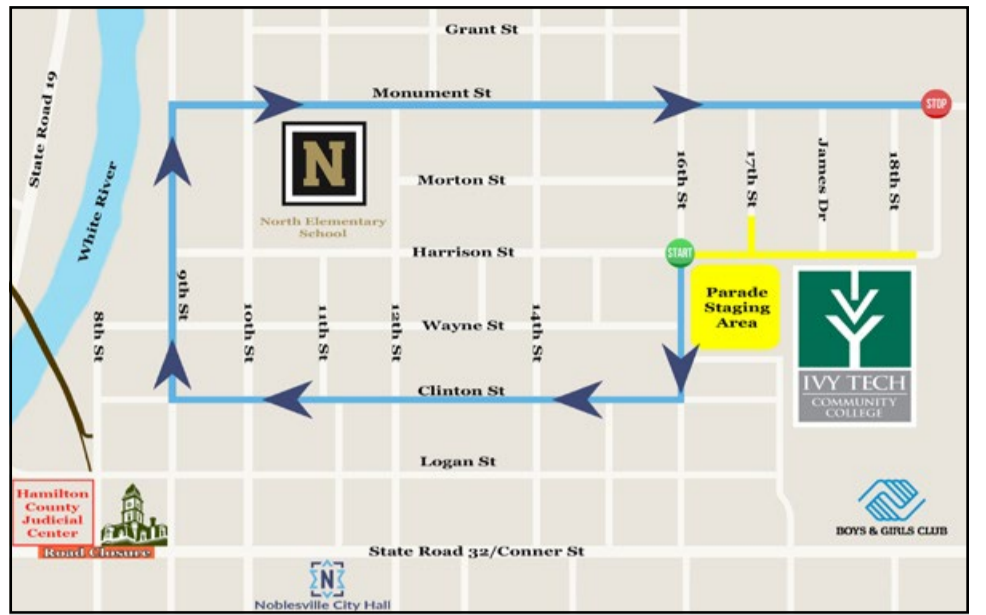 Grant St
Monument St
STOP
State Road 19
White River
N
North Elementary
School
Morton St
16th St
17th St
James Dr
18th St
Harrison St
START
9th St
Parade
Staging
Area
8th St
10th St
11th St
12th St
14th St
Wayne St
Clinton St
IVY TECH
COMMUNITY
COLLEGE
Logan St
Hamilton
County
Judicial
Center
Road Closure
BOYS & GIRLS CLUB
State Road 32/Conner St
N
Noblesville City Hall